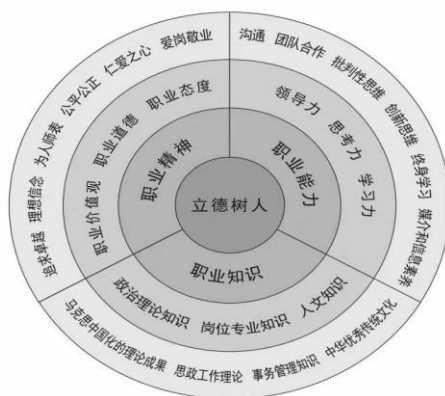 立德树人
职业精神
职业价值观 职业道德 职业态度
追求卓越 理想信念 为人师表 公平公正 仁爱之心 爱岗敬业
职业能力
领导力 思考力 学习力
沟通 团队合作 批判性思维 创新思维 终身学习 媒介和信息素养
职业知识
政治理论知识 岗位专业知识 人文知识
马克思中国化的理论成果 思政工作理论 事务管理知识 中华优秀传统文化